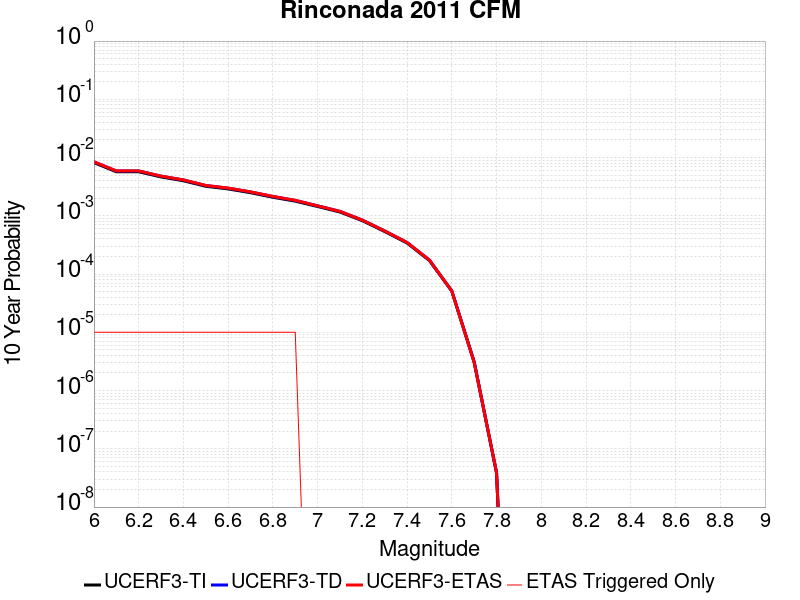 Rinconada 2011 CFM
10 Year Probability
10^0
10^-1
10^-2
10^-3
10^-4
10^-5
10^-6
10^-7
10^-8
6 6.2 6.4 6.6 6.8 7 7.2 7.4 7.6 7.8 8 8.2 8.4 8.6 8.8 9
Magnitude
UCERF3-TI UCERF3-TD UCERF3-ETAS ETAS Triggered Only